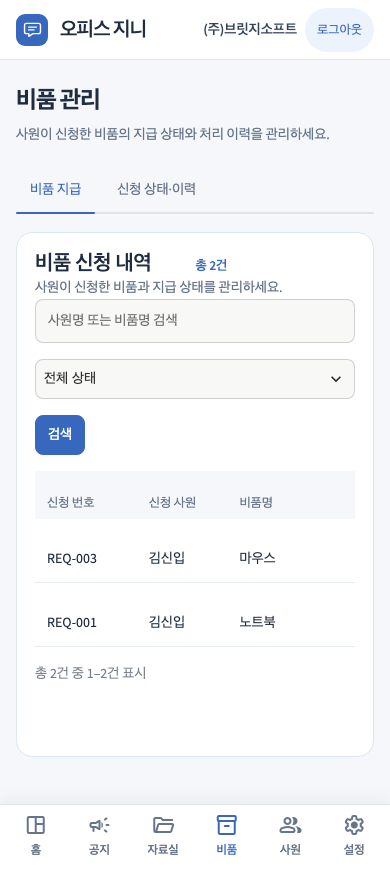 오피스 지니
(주)브릿지소프트
로그아웃
비품 관리
사원이 신청한 비품의 지급 상태와 처리 이력을 관리하세요.
비품 지급 신청 상태·이력
비품 신청 내역 총 2건
사원이 신청한 비품과 지급 상태를 관리하세요.
사원명 또는 비품명 검색
전체 상태
검색
신청 번호 신청 사원 비품명
REQ-003 김신입 마우스
REQ-001 김신입 노트북
총 2건 중 1–2건 표시
홈 공지 자료실 비품 사원 설정